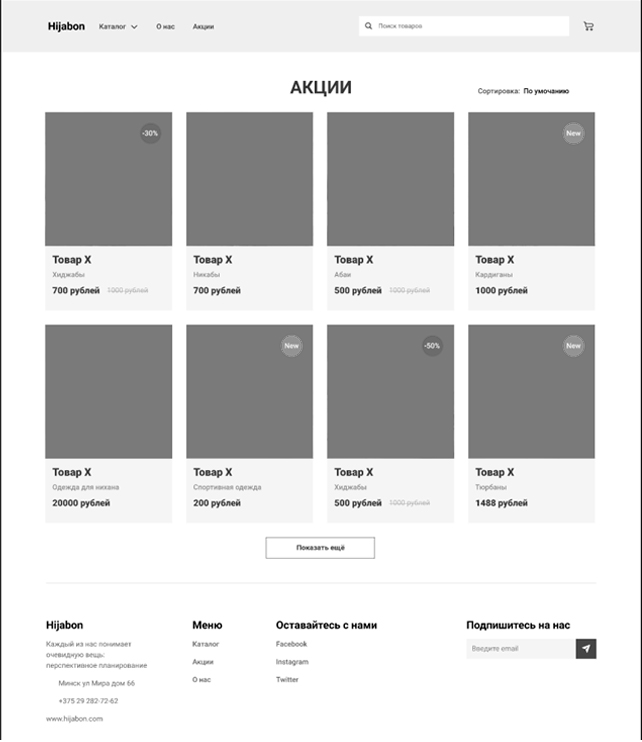 Hijabon Каталог О нас Акции Поиск товаров
АКЦИИ
Сортировка: По умочанию
-30% New
Товар X Товар X Товар X Товар X
Хиджабы Никабы Абаи Кардиганы
700 рублей 1000 рублей 700 рублей 500 рублей 1000 рублей 1000 рублей
New -50% New
Товар X Товар X Товар X Товар X
Одежда для никаха Спортивная одежда Хиджабы Тюрбаны
20000 рублей 200 рублей 500 рублей 1000 рублей 1488 рублей
Показать ещё
Hijabon Меню Оставайтесь с нами Подпишитесь на нас
Каждый из нас понимает Каталог Facebook Введите email
очевидную вещь:
перспективное планирование Акции Instagram
Минск ул Мира дом 66 О нас Twitter
+375 29 282-72-62
www.hijabon.com